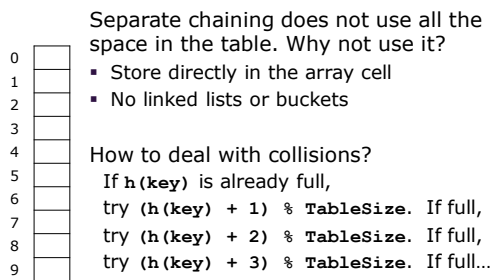 Separate chaining does not use all the
space in the table. Why not use it?
▪ Store directly in the array cell
▪ No linked lists or buckets
How to deal with collisions?
If h(key) is already full,
try (h(key) + 1) % TableSize. If full,
try (h(key) + 2) % TableSize. If full,
try (h(key) + 3) % TableSize. If full…
0
1
2
3
4
5
6
7
8
9